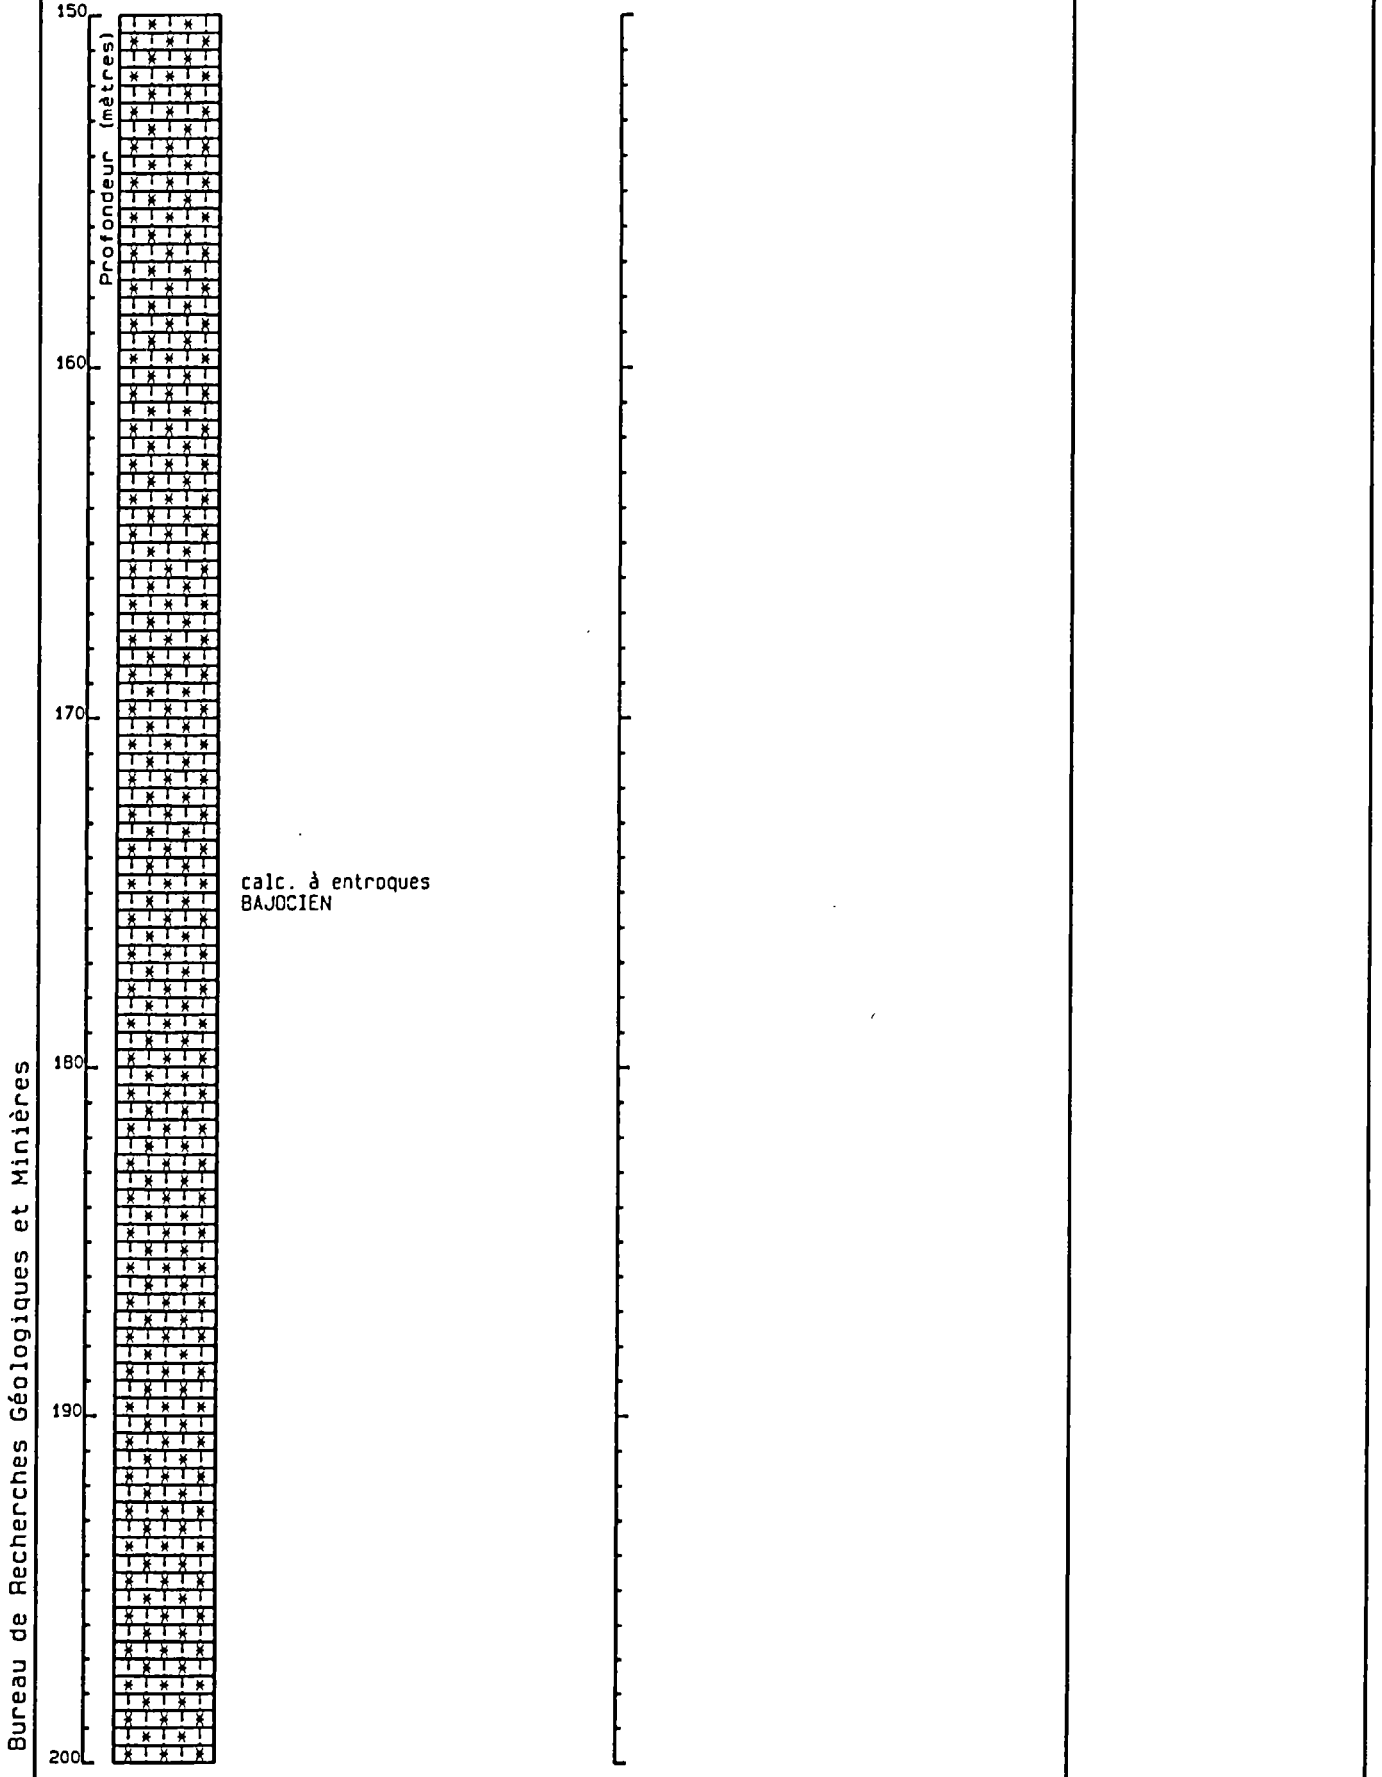 150
Profondeur (mètres)
160
170
calc. à entroques
BAJOCIEN
180
190
200
Bureau de Recherches Géologiques et Minières